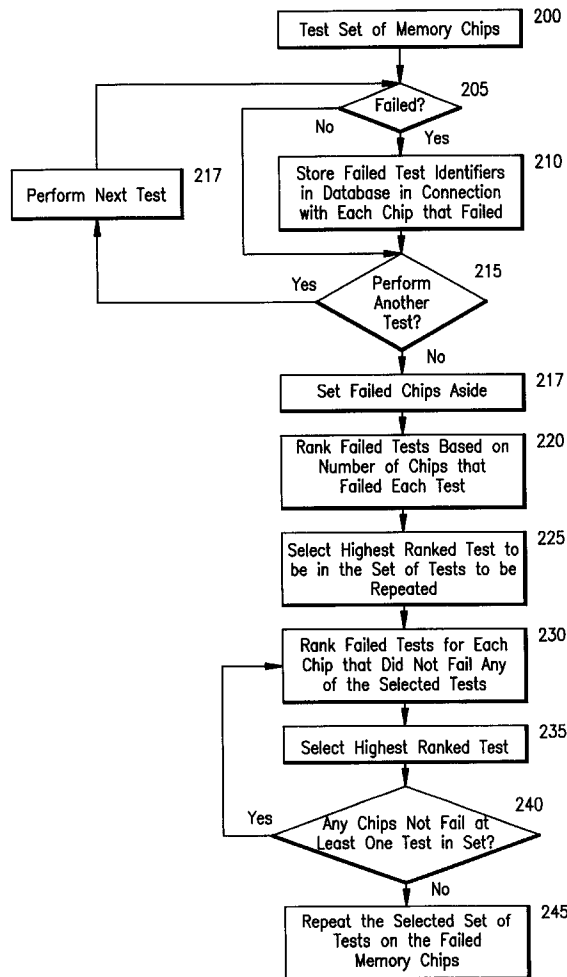 Test Set of Memory Chips
200
Failed?
205
No
Yes
Store Failed Test Identifiers
in Database in Connection
with Each Chip that Failed
210
Perform Next Test
217
Perform
Another
Test?
215
Yes
No
Set Failed Chips Aside
217
Rank Failed Tests Based on
Number of Chips that
Failed Each Test
220
Select Highest Ranked Test to
be in the Set of Tests to be
Repeated
225
Rank Failed Tests for Each
Chip that Did Not Fail Any
of the Selected Tests
230
Select Highest Ranked Test
235
Any Chips Not Fail at
Least One Test in Set?
240
Yes
No
Repeat the Selected Set of
Tests on the Failed
Memory Chips
245